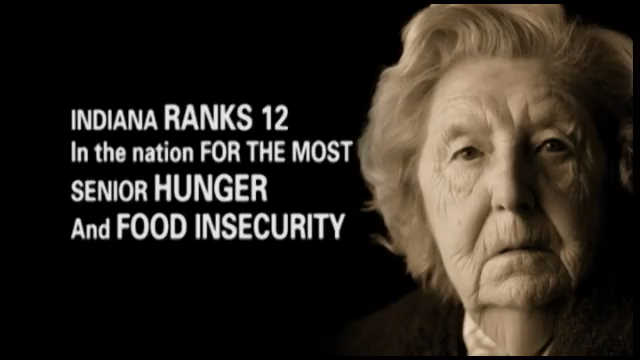 INDIANA RANKS 12
In the nation FOR THE MOST
SENIOR HUNGER
And FOOD INSECURITY